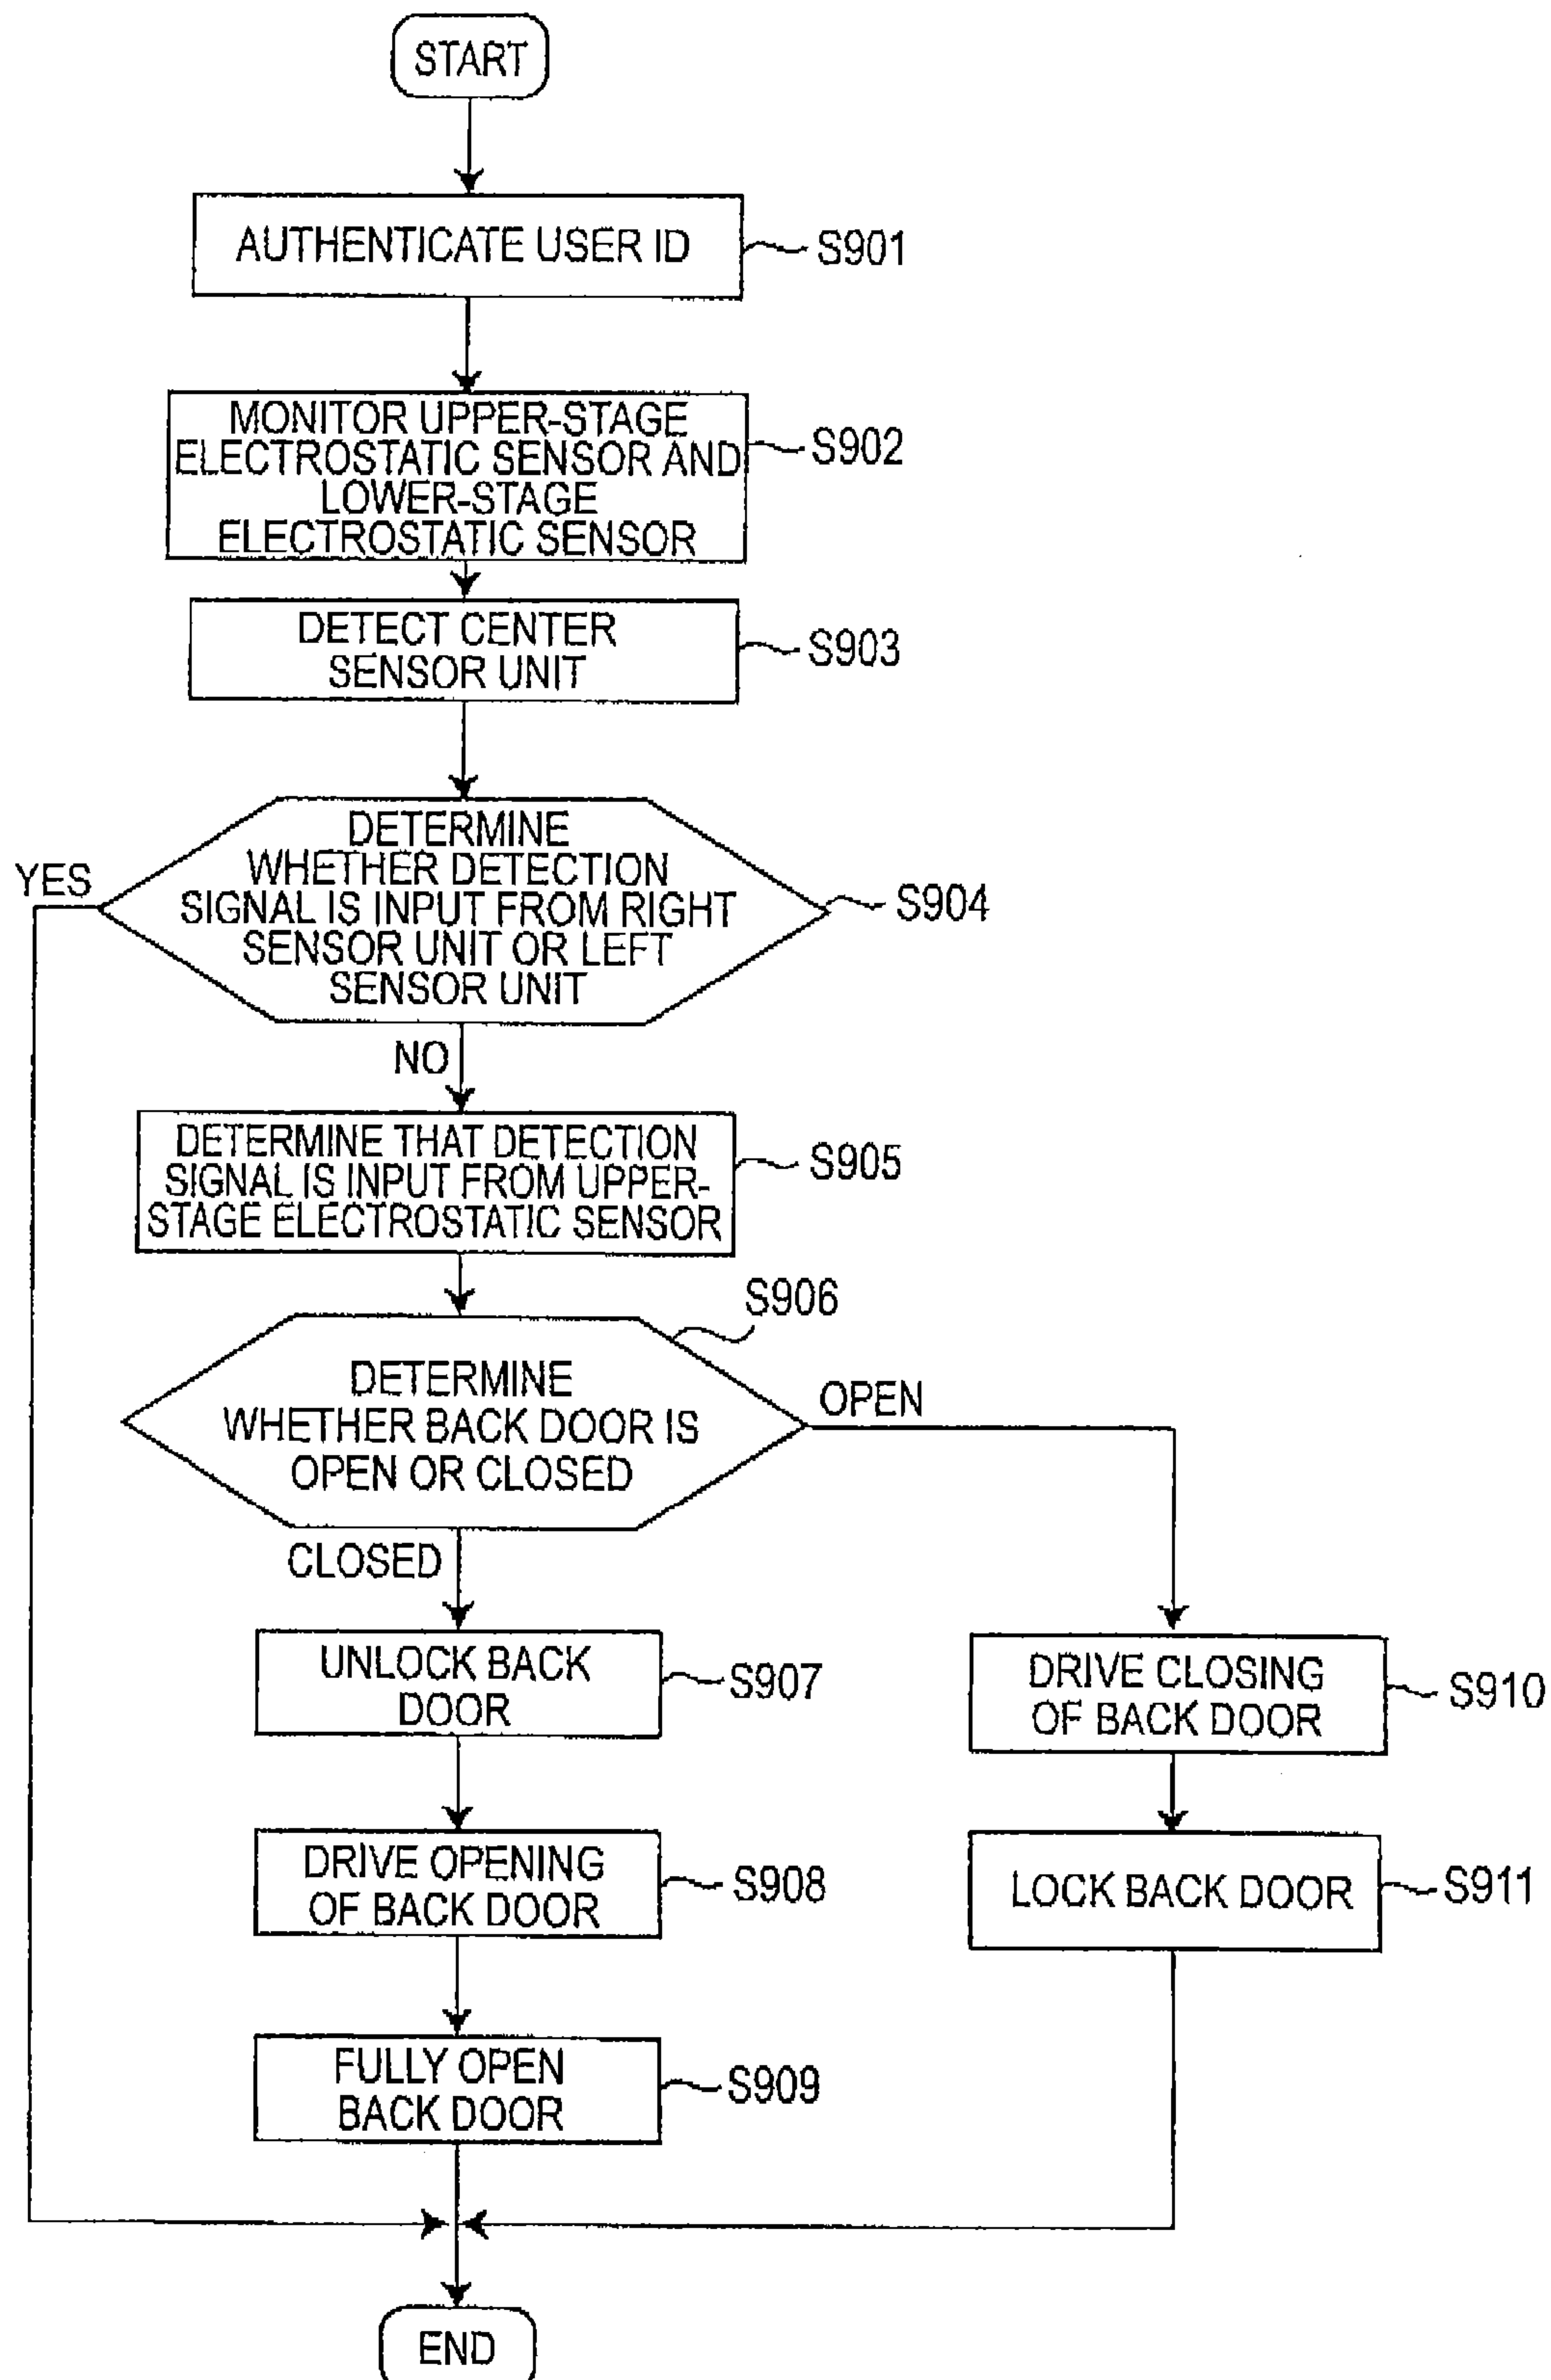 START
AUTHENTICATE USER ID
S901
MONITOR UPPER-STAGE
ELECTROSTATIC SENSOR AND
LOWER-STAGE
ELECTROSTATIC SENSOR
S902
DETECT CENTER
SENSOR UNIT
S903
DETERMINE
WHETHER DETECTION
SIGNAL IS INPUT FROM RIGHT
SENSOR UNIT OR LEFT
SENSOR UNIT
S904
YES
NO
DETERMINE THAT DETECTION
SIGNAL IS INPUT FROM UPPER-
STAGE ELECTROSTATIC SENSOR
S905
S906
DETERMINE
WHETHER BACK DOOR IS
OPEN OR CLOSED
OPEN
CLOSED
UNLOCK BACK
DOOR
S907
DRIVE CLOSING
OF BACK DOOR
S910
DRIVE OPENING
OF BACK DOOR
S908
LOCK BACK DOOR
S911
FULLY OPEN
BACK DOOR
S909
END